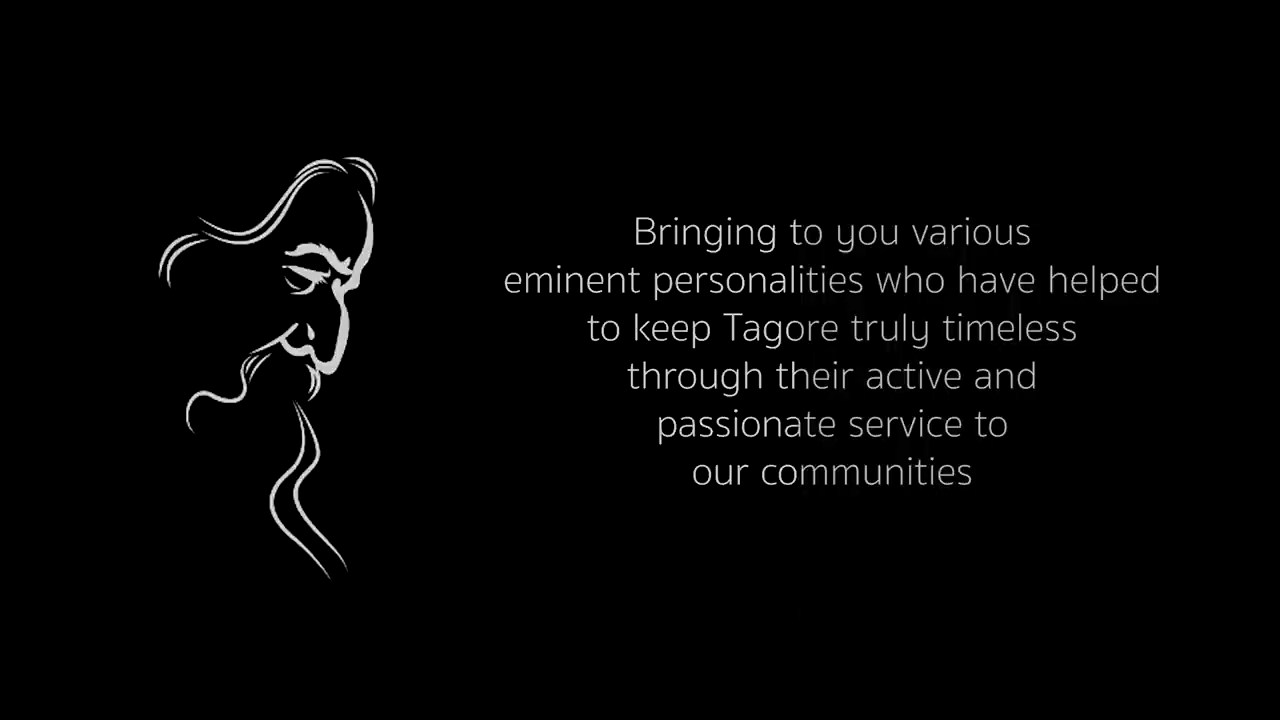 Bringing to you various
eminent personalities who have helped
to keep Tagore truly timeless
through their active and
passionate service to
our communities